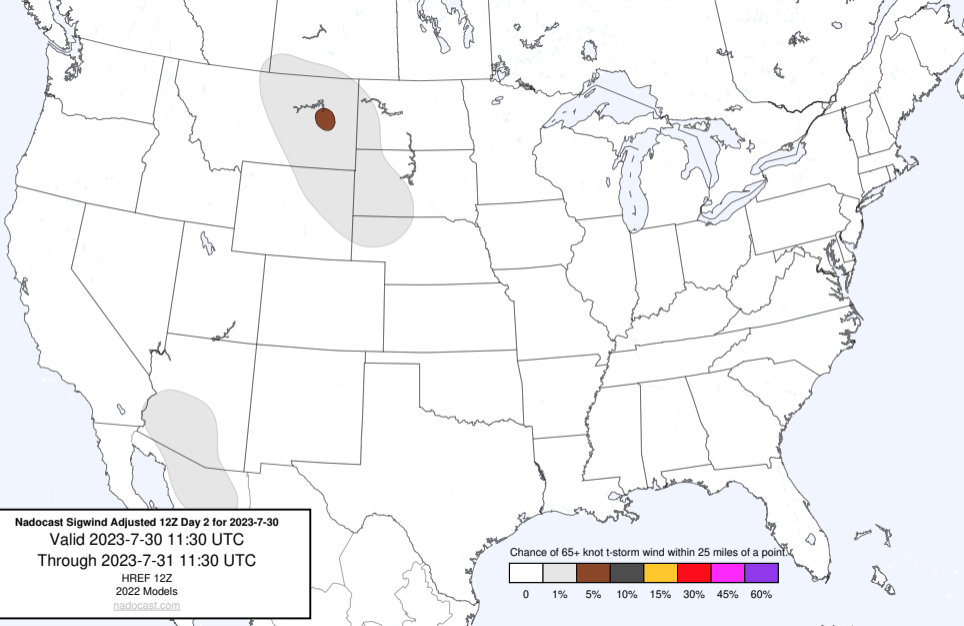 Nadocast Sigwind Adjusted 12Z Day 2 for 2023-7-30
Valid 2023-7-30 11:30 UTC
Through 2023-7-31 11:30 UTC
HREF 12Z
2022 Models
nadocast.com
Chance of 65+ knot t-storm wind within 25 miles of a point.
0 1% 5% 10% 15% 30% 45% 60%